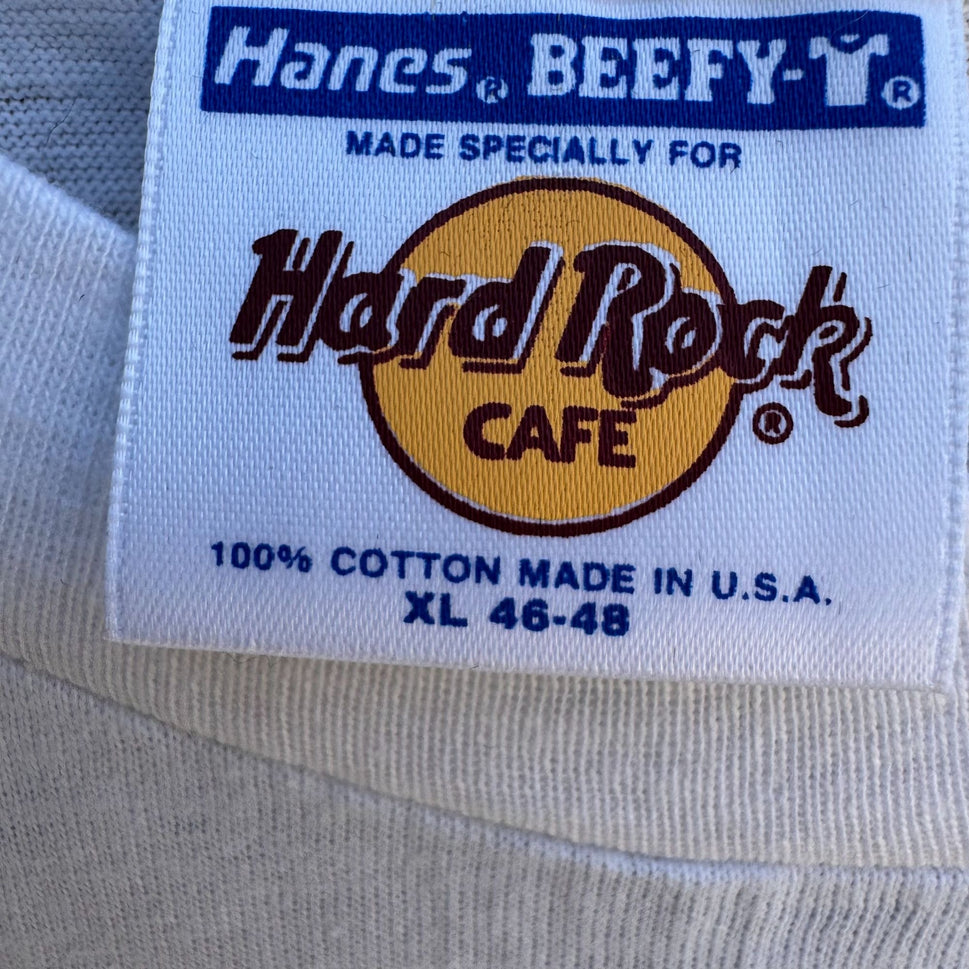 Hanes® BEEFY-T®
MADE SPECIALLY FOR
Hard Rock
CAFE ®
100% COTTON MADE IN U.S.A.
XL 46-48